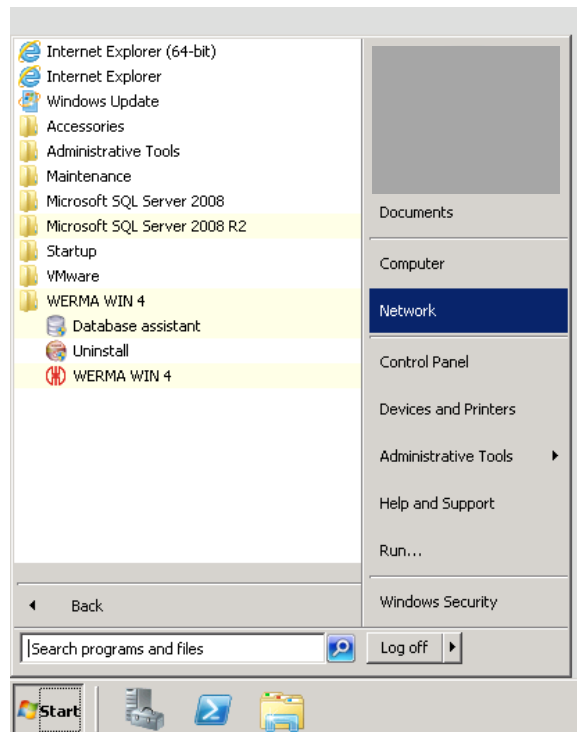 Internet Explorer (64-bit)
Internet Explorer
Windows Update
Accessories
Administrative Tools
Maintenance
Microsoft SQL Server 2008
Microsoft SQL Server 2008 R2
Startup
VMware
WERMA WIN 4
Database assistant
Uninstall
WERMA WIN 4
Back
Search programs and files
Documents
Computer
Network
Control Panel
Devices and Printers
Administrative Tools
Help and Support
Run...
Windows Security
Log off
Start